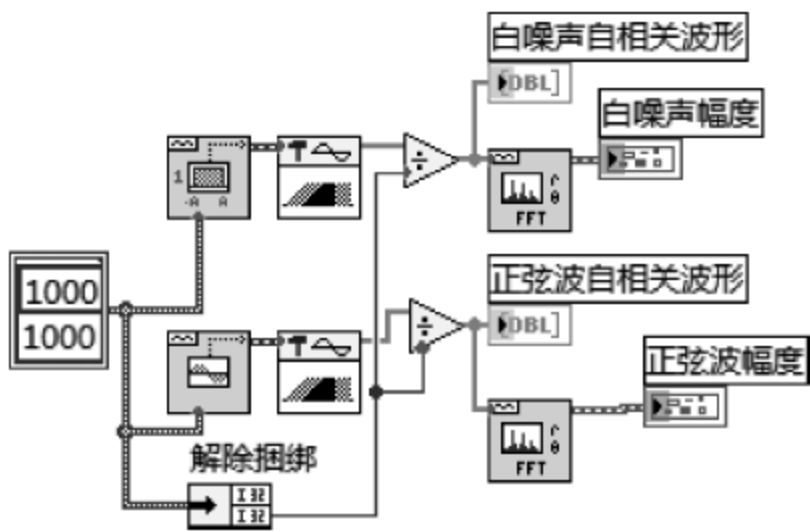 白噪声自相关波形
[DBL]
白噪声幅度
1
-A A
r
θ
FFT
1000
1000
正弦波自相关波形
[DBL]
正弦波幅度
r
θ
FFT
解除捆绑
I32
I32